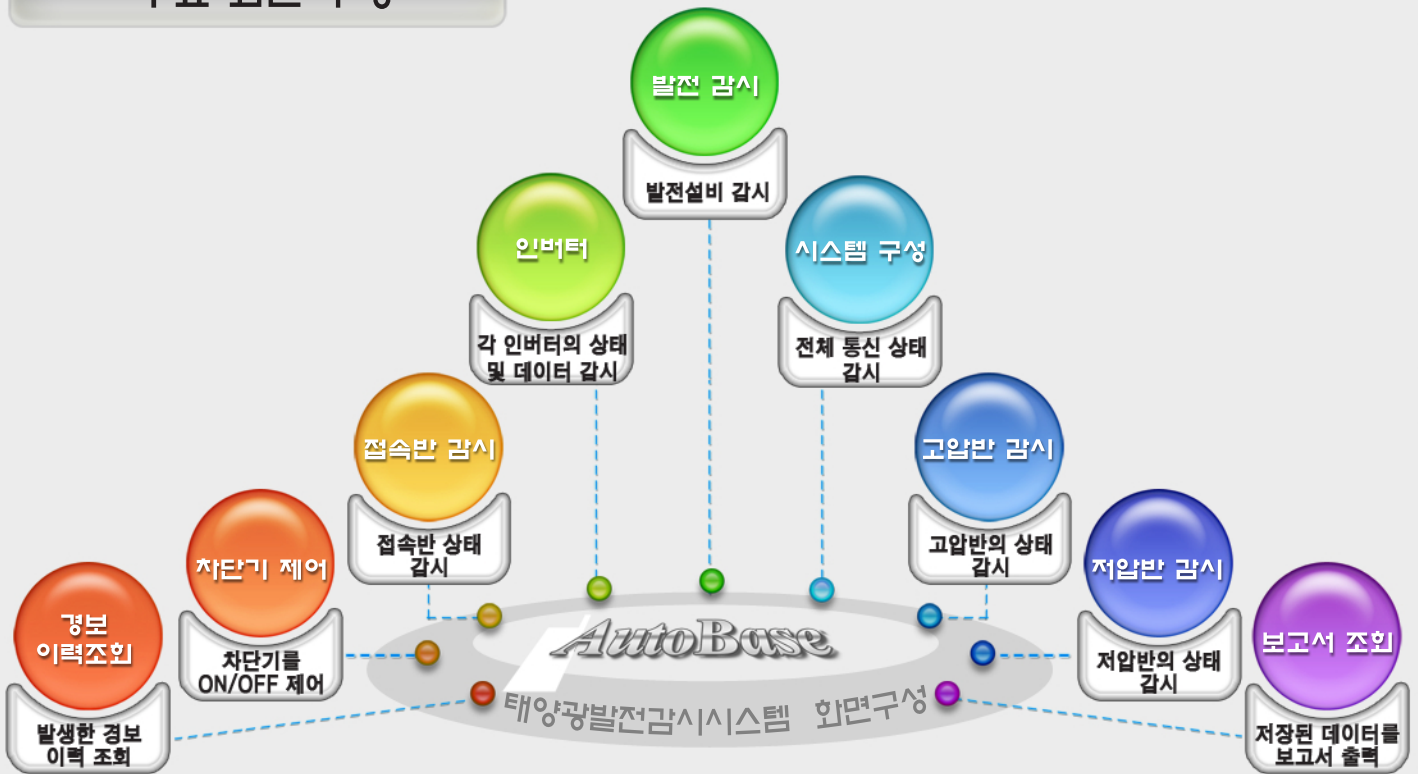 발전 감시
발전설비 감시
인버터
각 인버터의 상태
및 데이터 감시
시스템 구성
전체 통신 상태
감시
접속반 감시
접속반 상태
감시
고압반 감시
고압반의 상태
감시
차단기 제어
차단기를
ON/OFF 제어
저압반 감시
저압반의 상태
감시
경보
이력조회
발생한 경보
이력 조회
보고서 조회
저장된 데이터를
보고서 출력
AutoBase
태양광발전감시시스템 화면구성